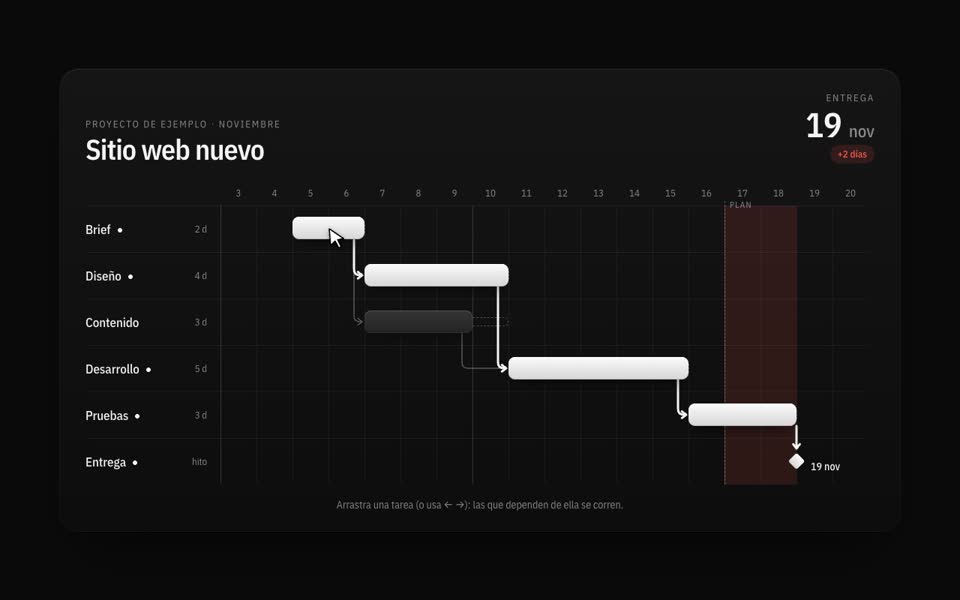 ENTREGA
PROYECTO DE EJEMPLO · NOVIEMBRE
19 nov
Sitio web nuevo
+2 días
3 4 5 6 7 8 9 10 11 12 13 14 15 16 17 18 19 20
PLAN
Brief 2 d
Diseño 4 d
Contenido 3 d
Desarrollo 5 d
Pruebas 3 d
Entrega hito
19 nov
Arrastra una tarea (o usa ← →): las que dependen de ella se corren.